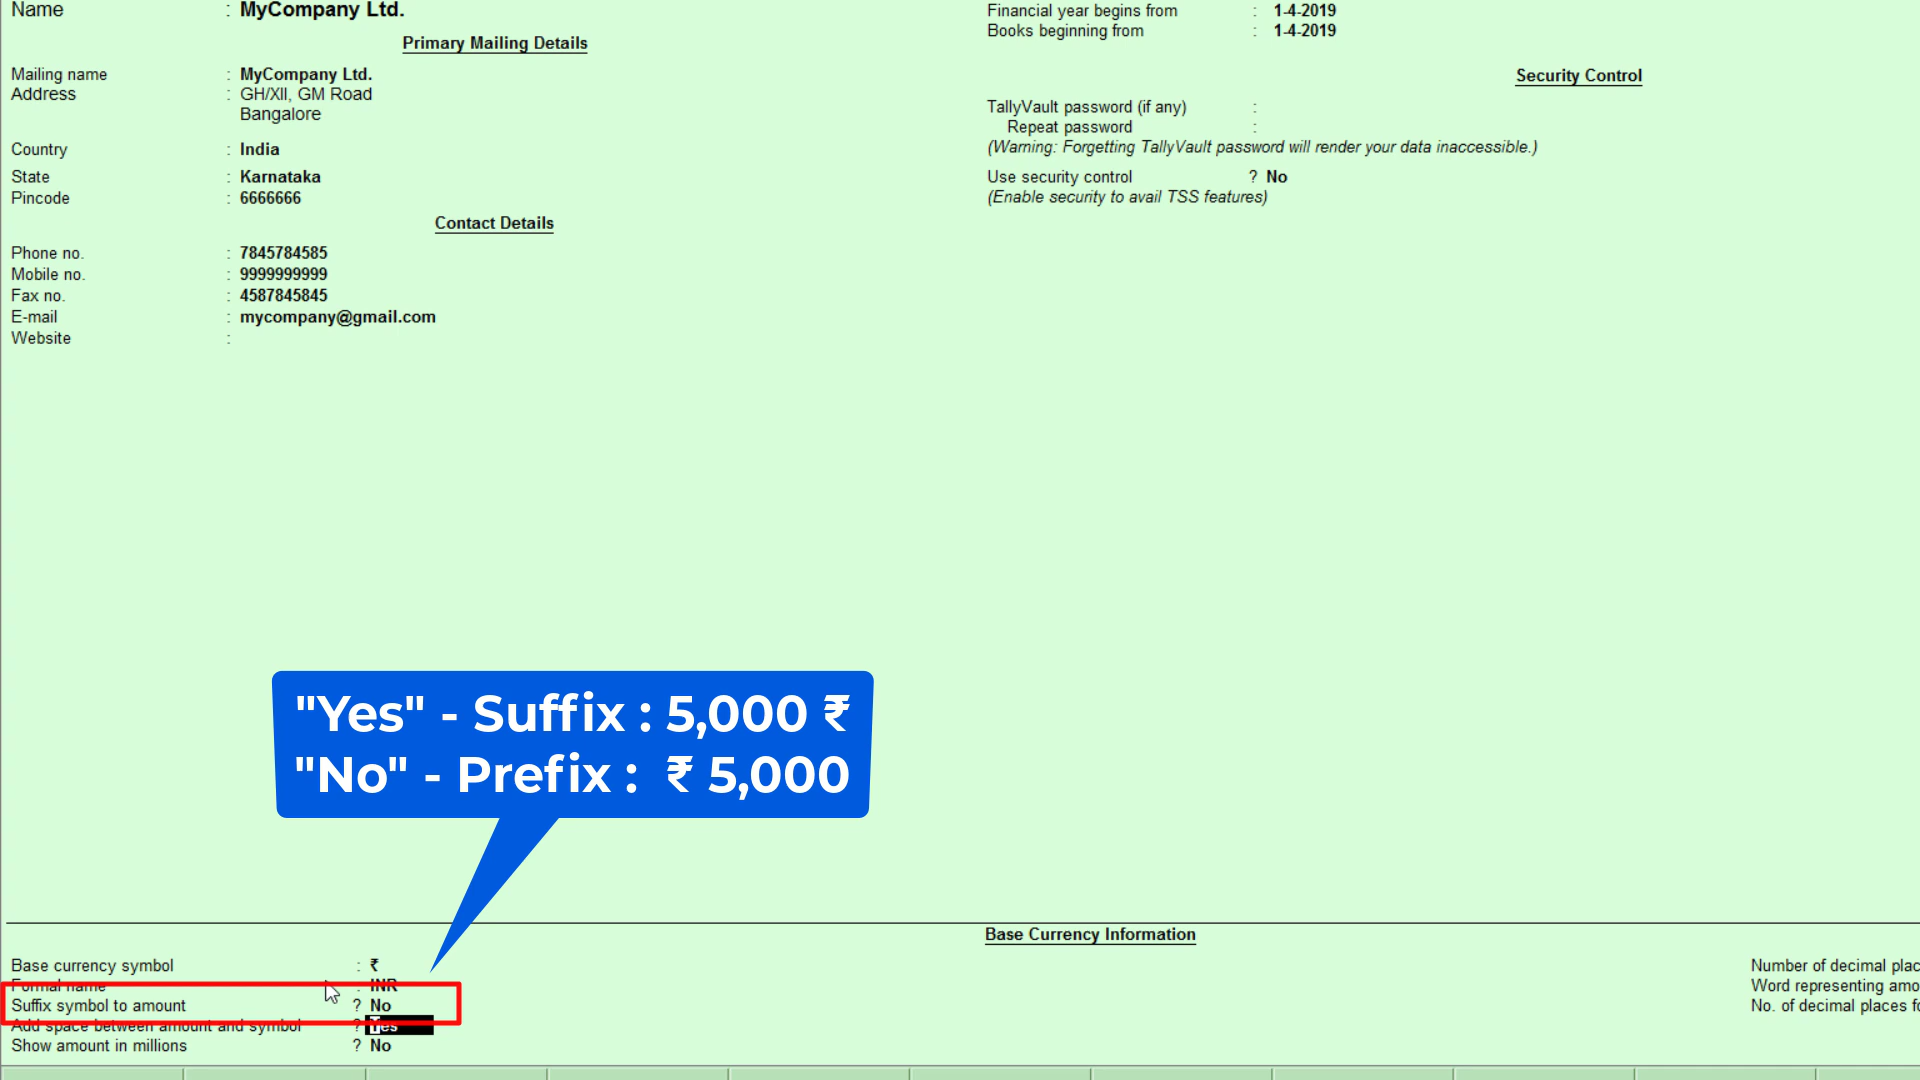 Name : MyCompany Ltd.
Primary Mailing Details
Mailing name : MyCompany Ltd.
Address : GH/XII, GM Road
Bangalore
Country : India
State : Karnataka
Pincode : 6666666
Contact Details
Phone no. : 7845784585
Mobile no. : 9999999999
Fax no. : 4587845845
E-mail : mycompany@gmail.com
Website :
Financial year begins from : 1-4-2019
Books beginning from : 1-4-2019
Security Control
TallyVault password (if any) :
Repeat password :
(Warning: Forgetting TallyVault password will render your data inaccessible.)
Use security control ? No
(Enable security to avail TSS features)
"Yes" - Suffix : 5,000 ₹
"No" - Prefix : ₹ 5,000
Base Currency Information
Base currency symbol : ₹
Formal name : INR
Suffix symbol to amount ? No
Add space between amount and symbol ? Yes
Show amount in millions ? No
Number of decimal plac
Word representing amo
No. of decimal places fo